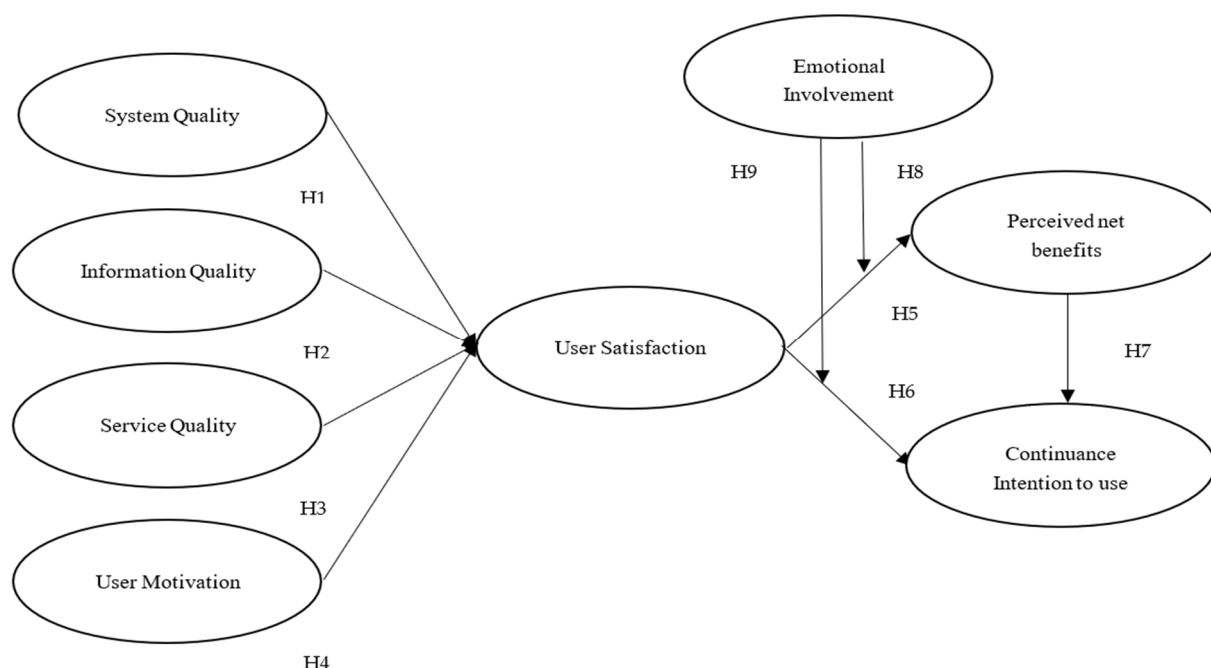 Emotional
Involvement
System Quality
H9
H8
H1
Perceived net
benefits
Information Quality
H5
H2
User Satisfaction
H7
H6
Service Quality
Continuance
Intention to use
H3
User Motivation
H4